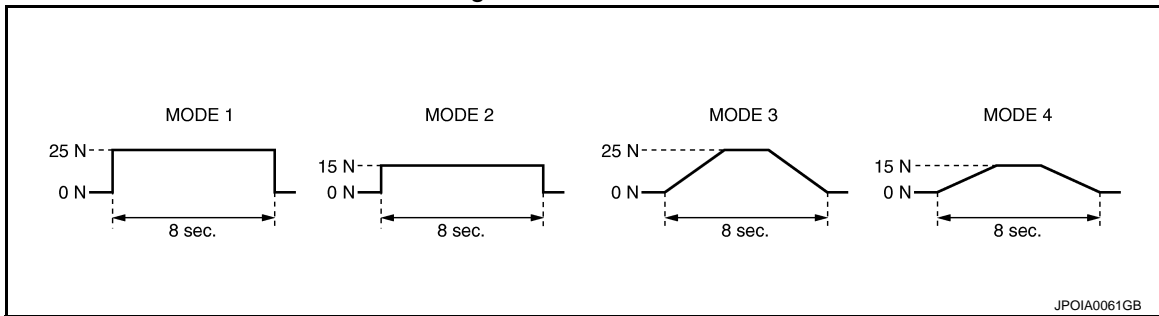 MODE 1
25 N
0 N
8 sec.
MODE 2
15 N
0 N
8 sec.
MODE 3
25 N
0 N
8 sec.
MODE 4
15 N
0 N
8 sec.
JPOIA0061GB